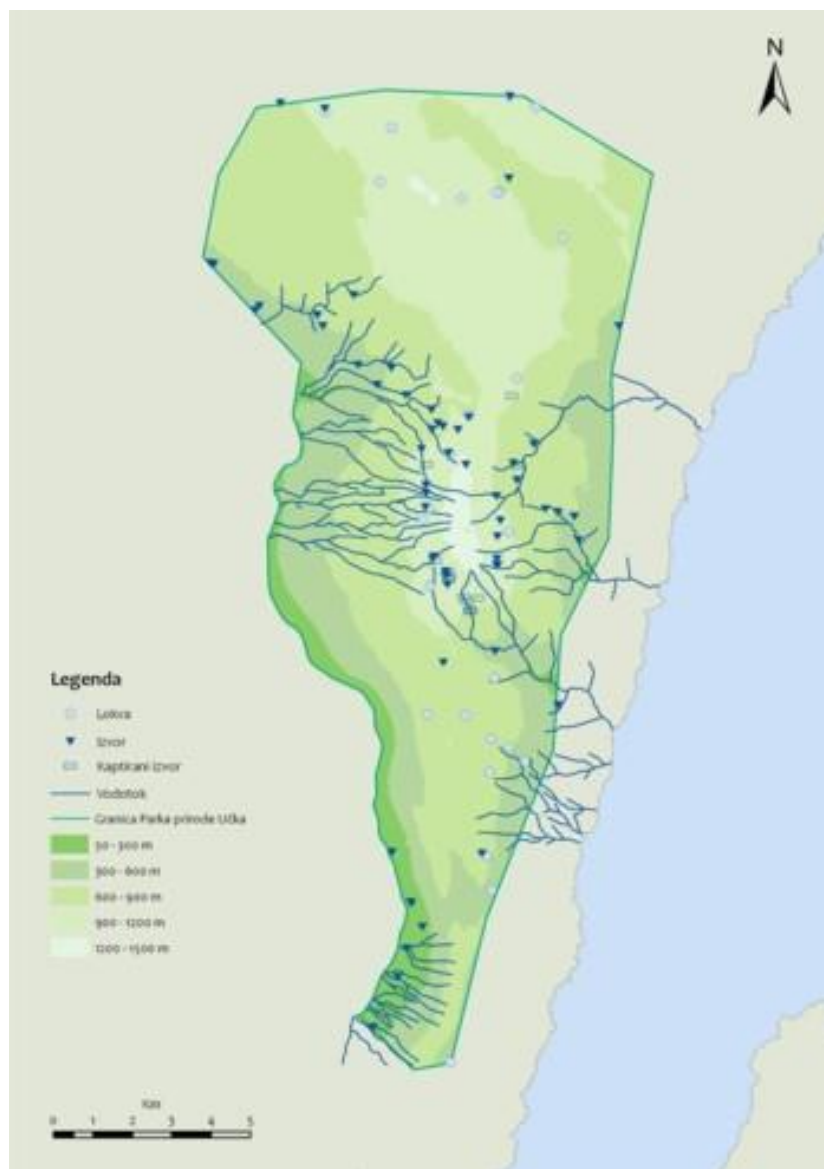 N
Legenda
Lokva
Izvor
Kaptirani izvor
Vodotok
Granica Parka prirode Učka
50 - 300 m
300 - 600 m
600 - 900 m
900 - 1200 m
1200 - 1500 m
Km
0 1 2 3 4 5